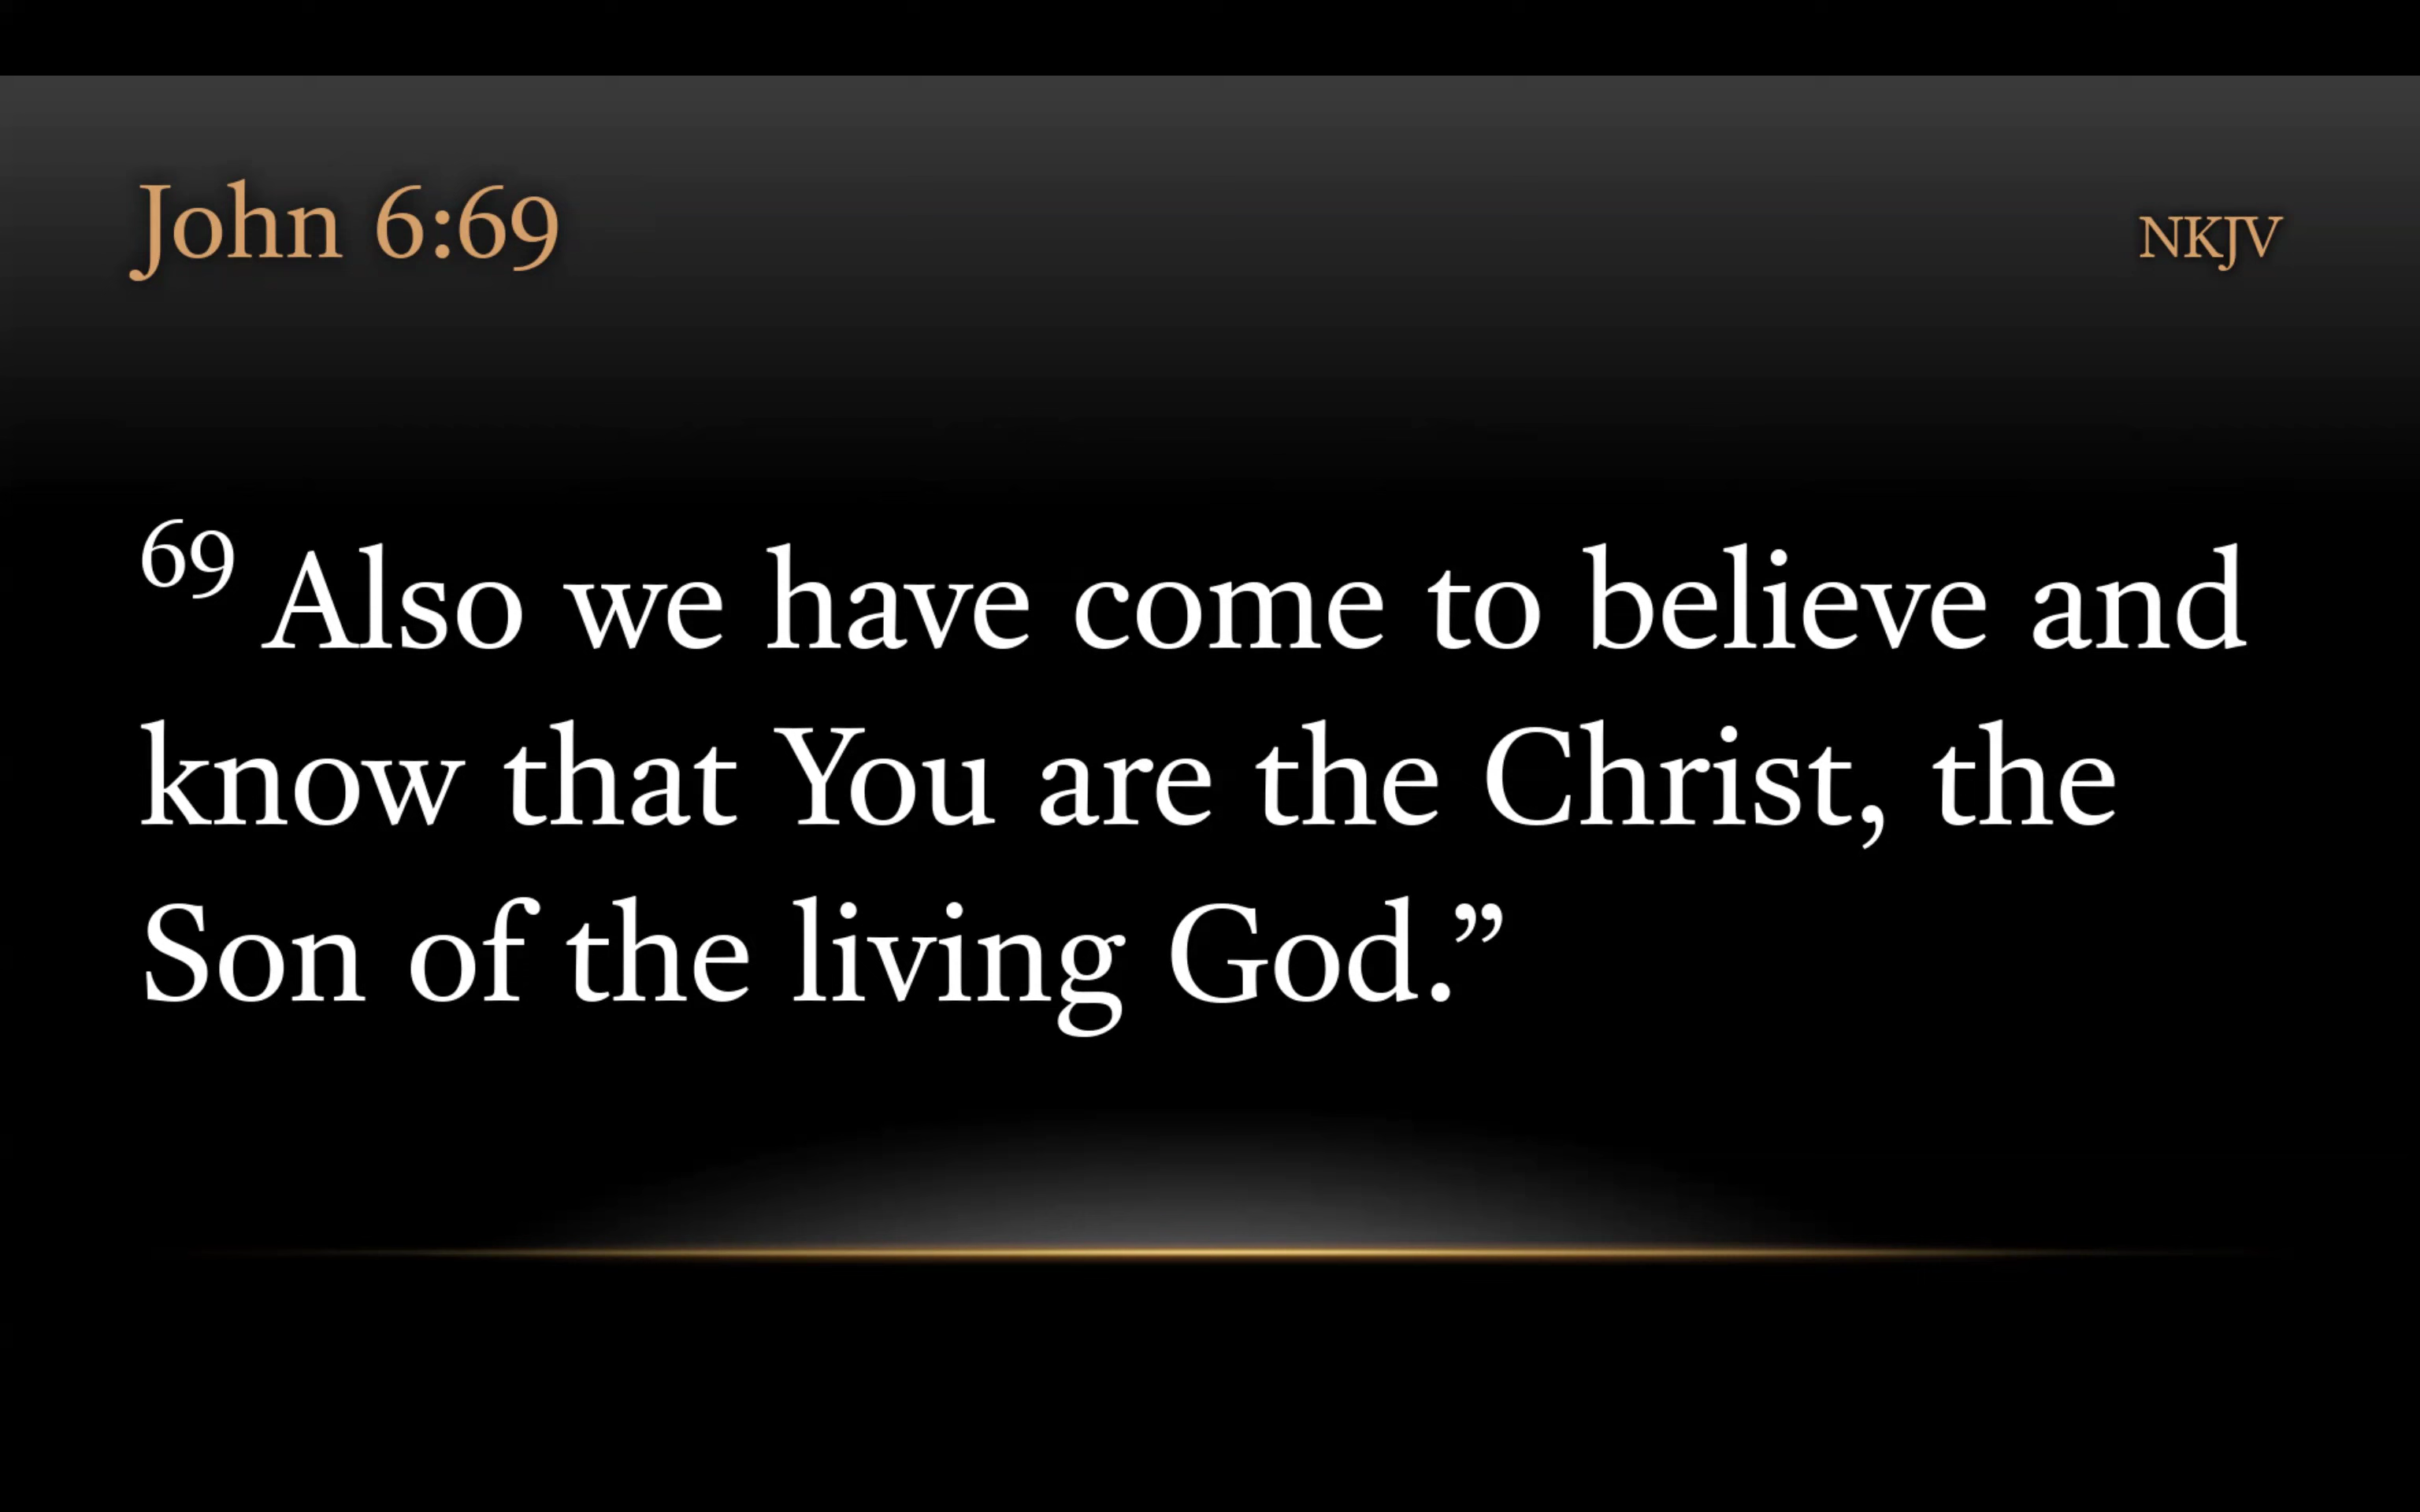 John 6:69
NKJV
69 Also we have come to believe and
know that You are the Christ, the
Son of the living God.”